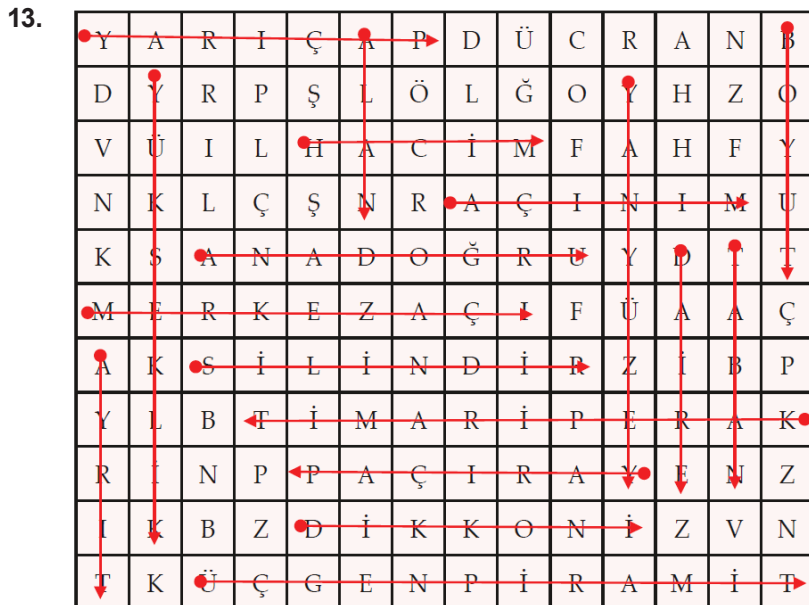 13.
Y A R I Ç A P D Ü C R A N B
D Y R P Ş L Ö L Ğ O Y H Z O
V Ü I L H A C İ M F A H F Y
N K L Ç Ş N R A Ç I N I M U
K S A N A D O Ğ R U Y D T T
M E R K E Z A Ç I F Ü A A Ç
A K S İ L İ N D İ R Z İ B P
Y L B T İ M A R İ P E R A K
R İ N P P A Ç I R A Y E N Z
I K B Z D İ K K O N İ Z V N
T K Ü Ç G E N P İ R A M İ T